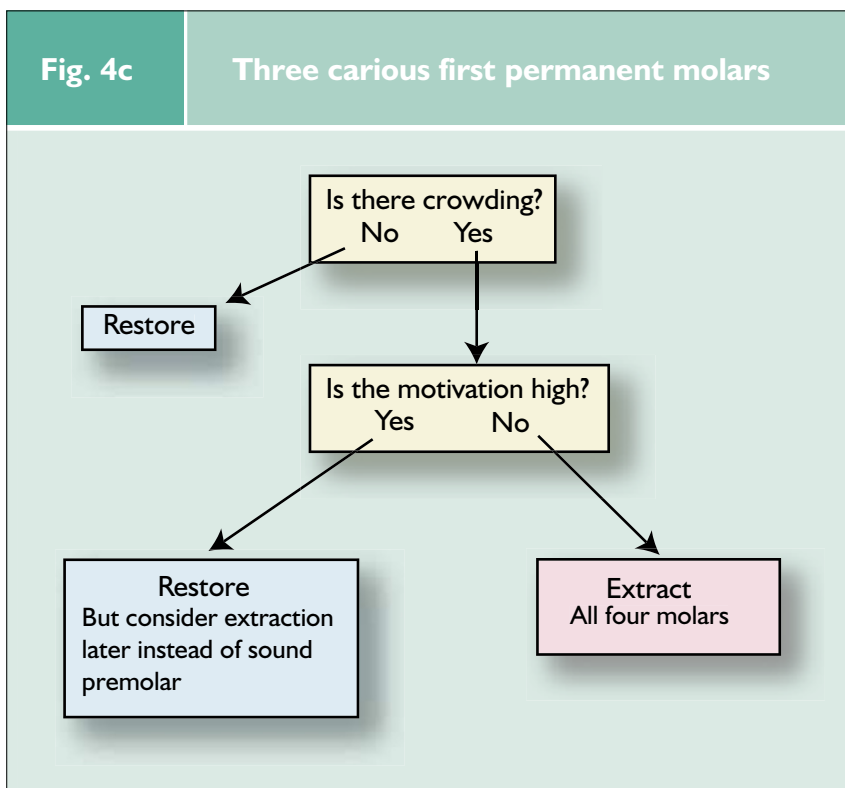 Fig. 4c
Three carious first permanent molars
Is there crowding?
No Yes
Restore
Is the motivation high?
Yes No
Restore
But consider extraction
later instead of sound
premolar
Extract
All four molars